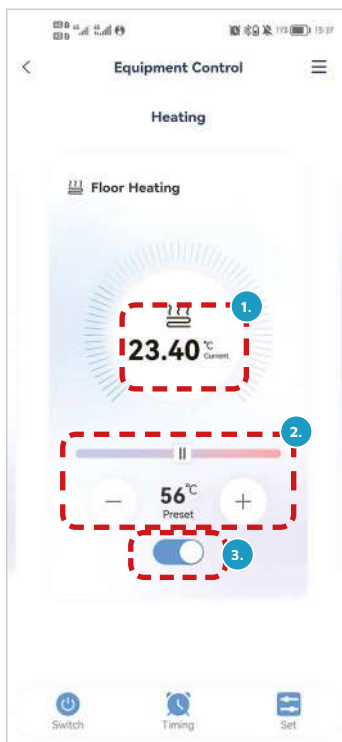 Equipment Control
Heating
Floor Heating
1.
23.40 °C
Current
2.
56°C
Preset
3.
Switch
Timing
Set